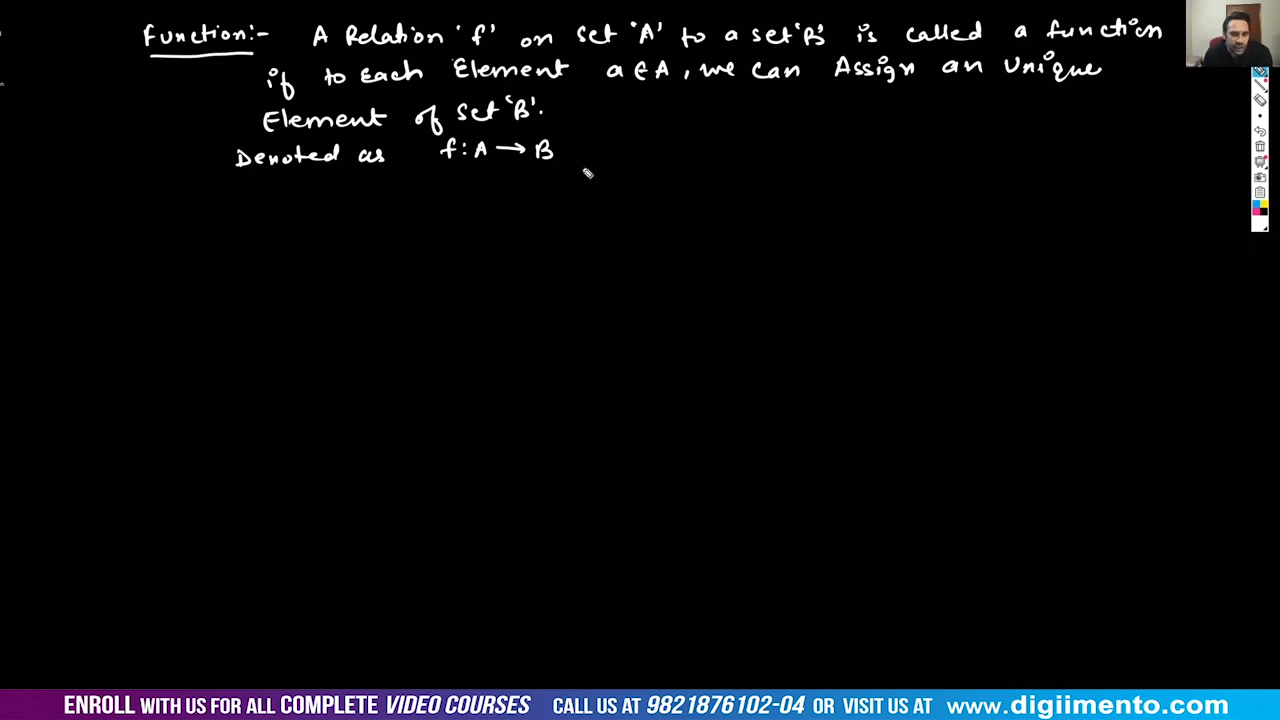 Function:- A Relation 'f' on set 'A' to a set 'B' is called a function
if to Each Element a∈A, we can Assign an Unique
Element of set 'B'.
Denoted as f: A → B
ENROLL WITH US FOR ALL COMPLETE VIDEO COURSES CALL US AT 9821876102-04 OR VISIT US AT www.digiimento.com